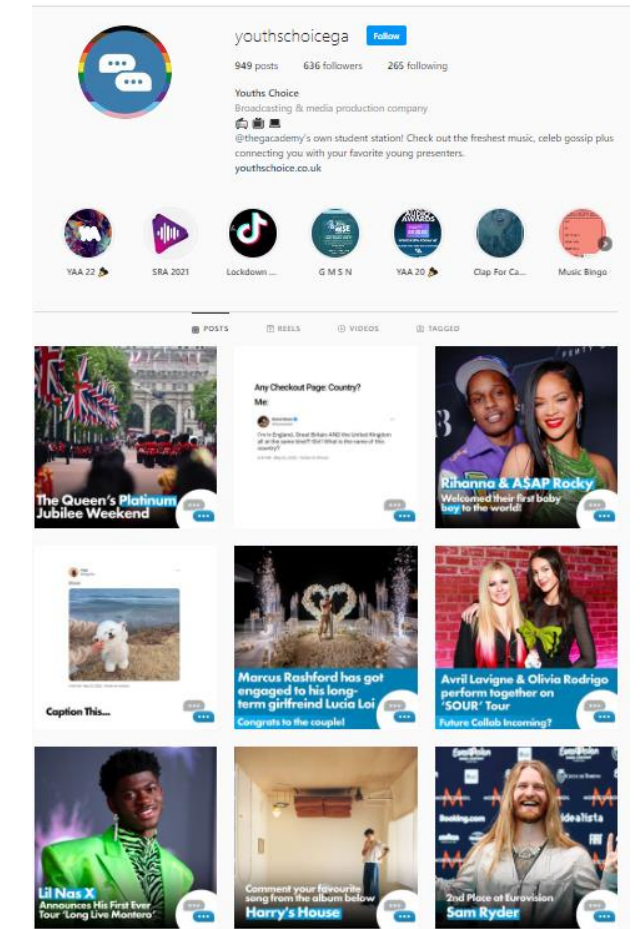 youthschoicega Follow
949 posts 636 followers 265 following
Youths Choice
Broadcasting & media production company
@thegacademy's own student station! Check out the freshest music, celeb gossip plus
connecting you with your favorite young presenters.
youthschoice.co.uk
YAA 22 SRA 2021 Lockdown ... G M S N YAA 20 Clap For Ca... Music Bingo
POSTS REELS VIDEOS TAGGED
The Queen's Platinum
Jubilee Weekend
Any Checkout Page: Country?
Me:
I'm in England, Great Britain AND the United Kingdom
all at the same time!? Girl! What is the name of this
country!?
FENTY
Rihanna & A$AP Rocky
Welcomed their first baby
boy to the world!
Caption This...
Marcus Rashford has got
engaged to his long-
term girlfreind Lucia Loi
Congrats to the couple!
Avril Lavigne & Olivia Rodrigo
perform together on
'SOUR' Tour
Future Collab Incoming?
Lil Nas X
Announces His First Ever
Tour 'Long Live Montero'
Comment your favourite
song from the album below
Harry's House
Eurovision
Booking.com
idealista
2nd Place at Eurovision
Sam Ryder